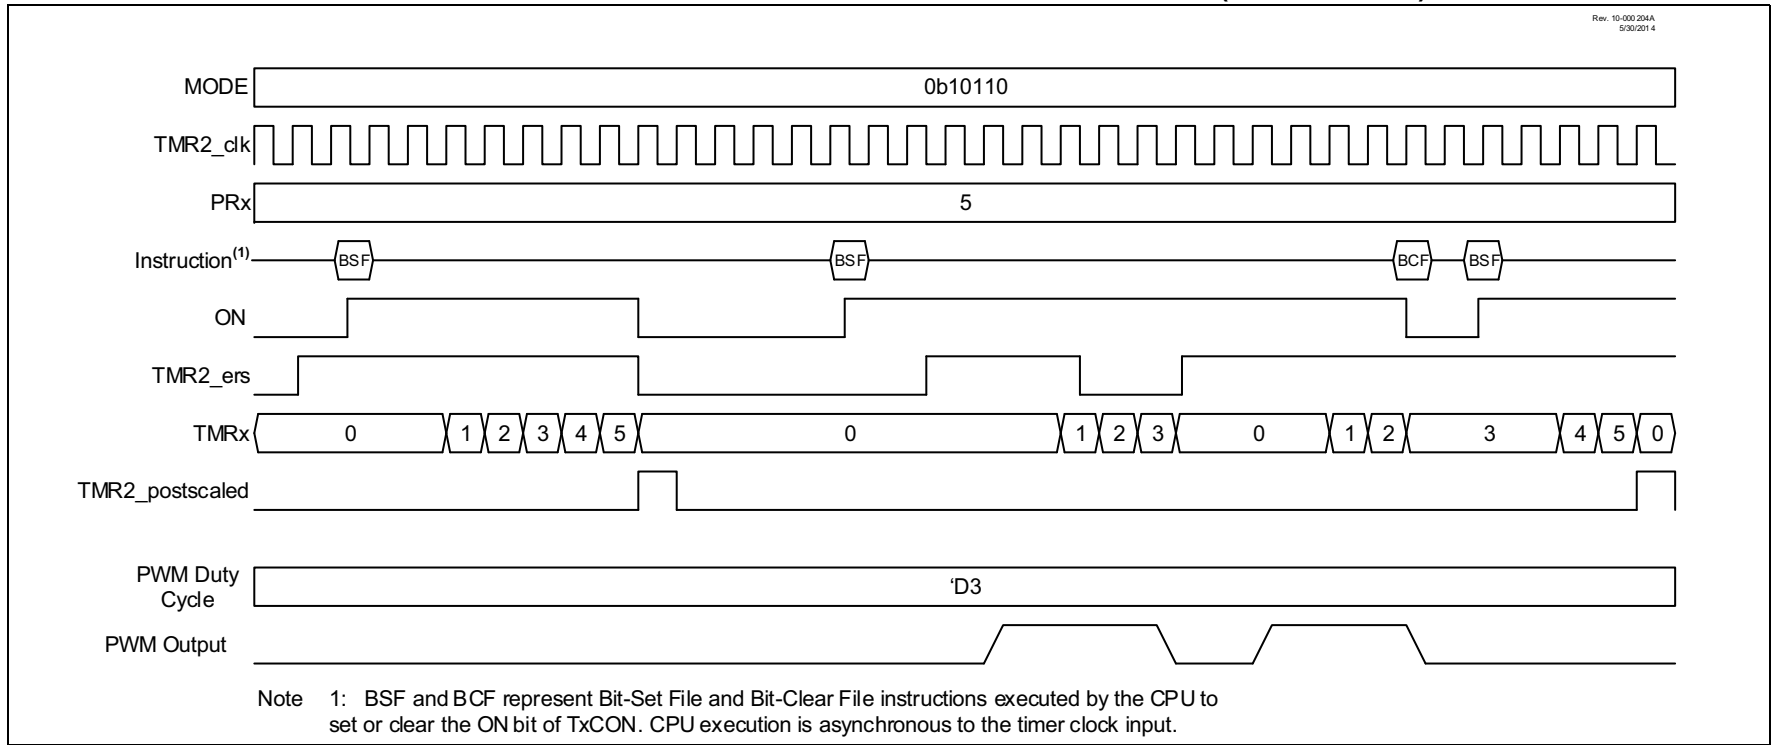 Rev. 10-000 204A
5/30/2014
MODE 0b10110
TMR2_clk
PRx 5
Instruction(1) BSF BSF BCF BSF
ON
TMR2_ers
TMRx 0 1 2 3 4 5 0 1 2 3 0 1 2 3 4 5 0
TMR2_postscaled
PWM Duty
Cycle
‘D3
PWM Output
Note 1: BSF and BCF represent Bit-Set File and Bit-Clear File instructions executed by the CPU to
set or clear the ON bit of TxCON. CPU execution is asynchronous to the timer clock input.